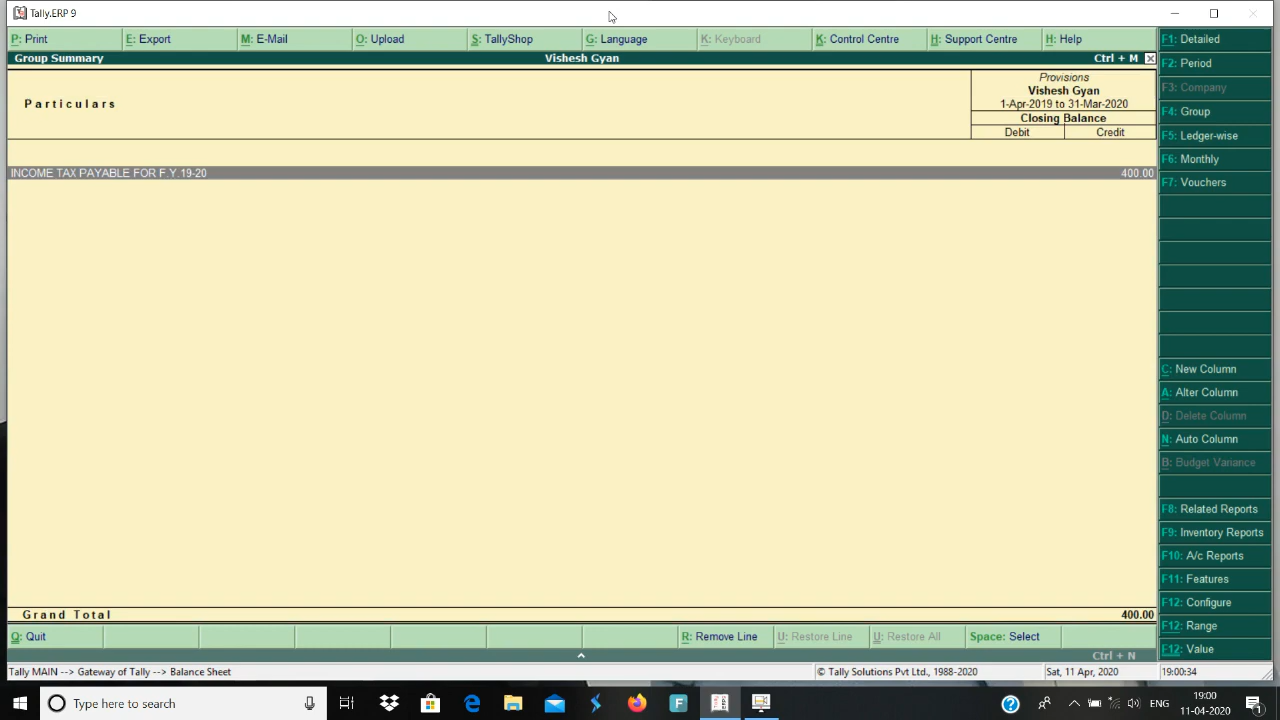 Tally.ERP 9
P: Print E: Export M: E-Mail O: Upload S: TallyShop G: Language K: Keyboard K: Control Centre H: Support Centre H: Help
Group Summary Vishesh Gyan Ctrl + M
Particulars
Provisions
Vishesh Gyan
1-Apr-2019 to 31-Mar-2020
Closing Balance
Debit Credit
INCOME TAX PAYABLE FOR F.Y.19-20 400.00
Grand Total 400.00
Q: Quit R: Remove Line U: Restore Line U: Restore All Space: Select
Ctrl + N
F1: Detailed
F2: Period
F3: Company
F4: Group
F5: Ledger-wise
F6: Monthly
F7: Vouchers
C: New Column
A: Alter Column
D: Delete Column
N: Auto Column
B: Budget Variance
F8: Related Reports
F9: Inventory Reports
F10: A/c Reports
F11: Features
F12: Configure
F12: Range
F12: Value
Tally MAIN --> Gateway of Tally --> Balance Sheet © Tally Solutions Pvt Ltd., 1988-2020 Sat, 11 Apr, 2020 19:00:34
Type here to search ENG 19:00
11-04-2020